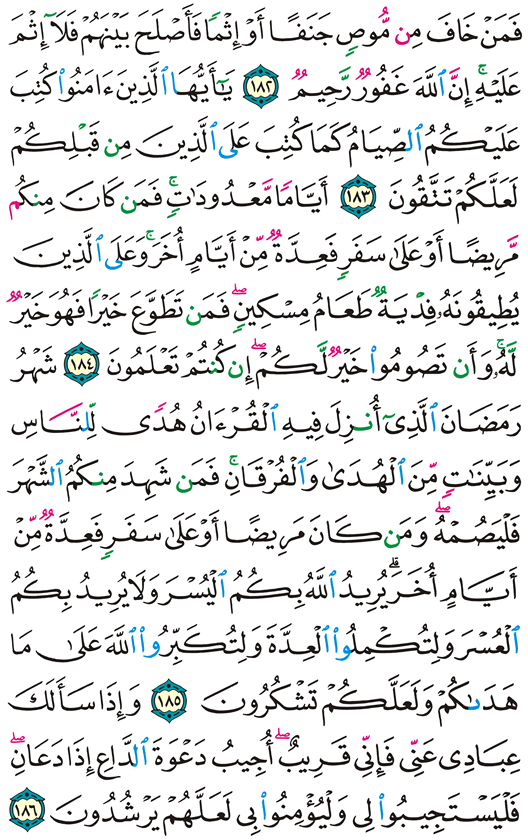 فَمَنْ خَافَ مِن مُّوصٍ جَنَفًا أَوْ إِثْمًا فَأَصْلَحَ بَيْنَهُمْ فَلَآ إِثْمَ
عَلَيْهِ ۚ إِنَّ ٱللَّهَ غَفُورٌ رَّحِيمٌ ١٨٢ يَـٰٓأَيُّهَا ٱلَّذِينَ ءَامَنُوا۟ كُتِبَ
عَلَيْكُمُ ٱلصِّيَامُ كَمَا كُتِبَ عَلَى ٱلَّذِينَ مِن قَبْلِكُمْ
لَعَلَّكُمْ تَتَّقُونَ ١٨٣ أَيَّامًا مَّعْدُودَٰتٍ ۚ فَمَن كَانَ مِنكُم
مَّرِيضًا أَوْ عَلَىٰ سَفَرٍ فَعِدَّةٌ مِّنْ أَيَّامٍ أُخَرَ ۚ وَعَلَى ٱلَّذِينَ
يُطِيقُونَهُۥ فِدْيَةٌ طَعَامُ مِسْكِينٍ ۖ فَمَن تَطَوَّعَ خَيْرًا فَهُوَ خَيْرٌ
لَّهُۥ ۚ وَأَن تَصُومُوا۟ خَيْرٌ لَّكُمْ ۖ إِن كُنتُمْ تَعْلَمُونَ ١٨٤ شَهْرُ
رَمَضَانَ ٱلَّذِىٓ أُنزِلَ فِيهِ ٱلْقُرْءَانُ هُدًى لِّلنَّاسِ
وَبَيِّنَـٰتٍ مِّنَ ٱلْهُدَىٰ وَٱلْفُرْقَانِ ۚ فَمَن شَهِدَ مِنكُمُ ٱلشَّهْرَ
فَلْيَصُمْهُ ۖ وَمَن كَانَ مَرِيضًا أَوْ عَلَىٰ سَفَرٍ فَعِدَّةٌ مِّنْ
أَيَّامٍ أُخَرَ ۗ يُرِيدُ ٱللَّهُ بِكُمُ ٱلْيُسْرَ وَلَا يُرِيدُ بِكُمُ
ٱلْعُسْرَ وَلِتُكْمِلُوا۟ ٱلْعِدَّةَ وَلِتُكَبِّرُوا۟ ٱللَّهَ عَلَىٰ مَا
هَدَىٰكُمْ وَلَعَلَّكُمْ تَشْكُرُونَ ١٨٥ وَإِذَا سَأَلَكَ
عِبَادِى عَنِّى فَإِنِّى قَرِيبٌ ۖ أُجِيبُ دَعْوَةَ ٱلدَّاعِ إِذَا دَعَانِ ۖ
فَلْيَسْتَجِيبُوا۟ لِى وَلْيُؤْمِنُوا۟ بِى لَعَلَّهُمْ يَرْشُدُونَ ١٨٦